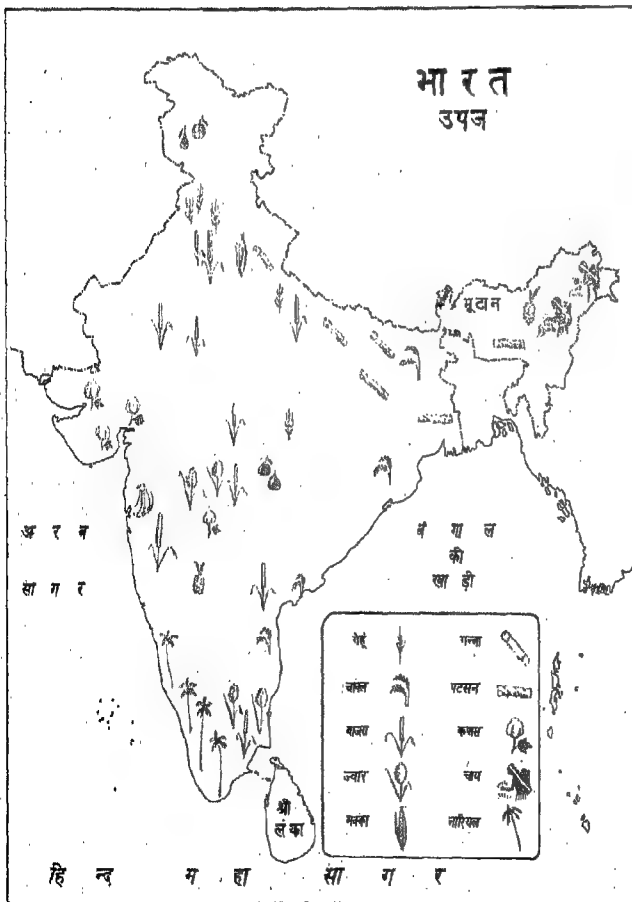 भारत
उपज
भूटान
अरब
सागर
बंगाल
की
खाड़ी
गेहूं गन्ना
चावल पटसन
बाजरा कपास
ज्वार चाय
मक्का नारियल
श्री
लंका
हिन्द महासागर